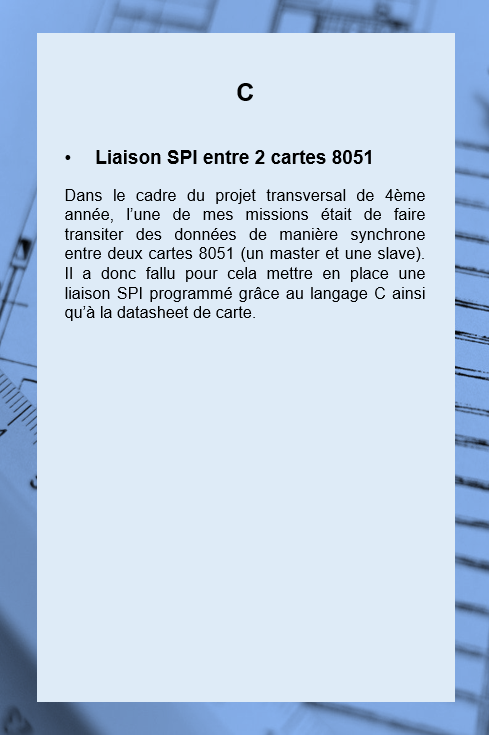 C
• Liaison SPI entre 2 cartes 8051
Dans le cadre du projet transversal de 4ème
année, l’une de mes missions était de faire
transiter des données de manière synchrone
entre deux cartes 8051 (un master et une slave).
Il a donc fallu pour cela mettre en place une
liaison SPI programmé grâce au langage C ainsi
qu’à la datasheet de carte.